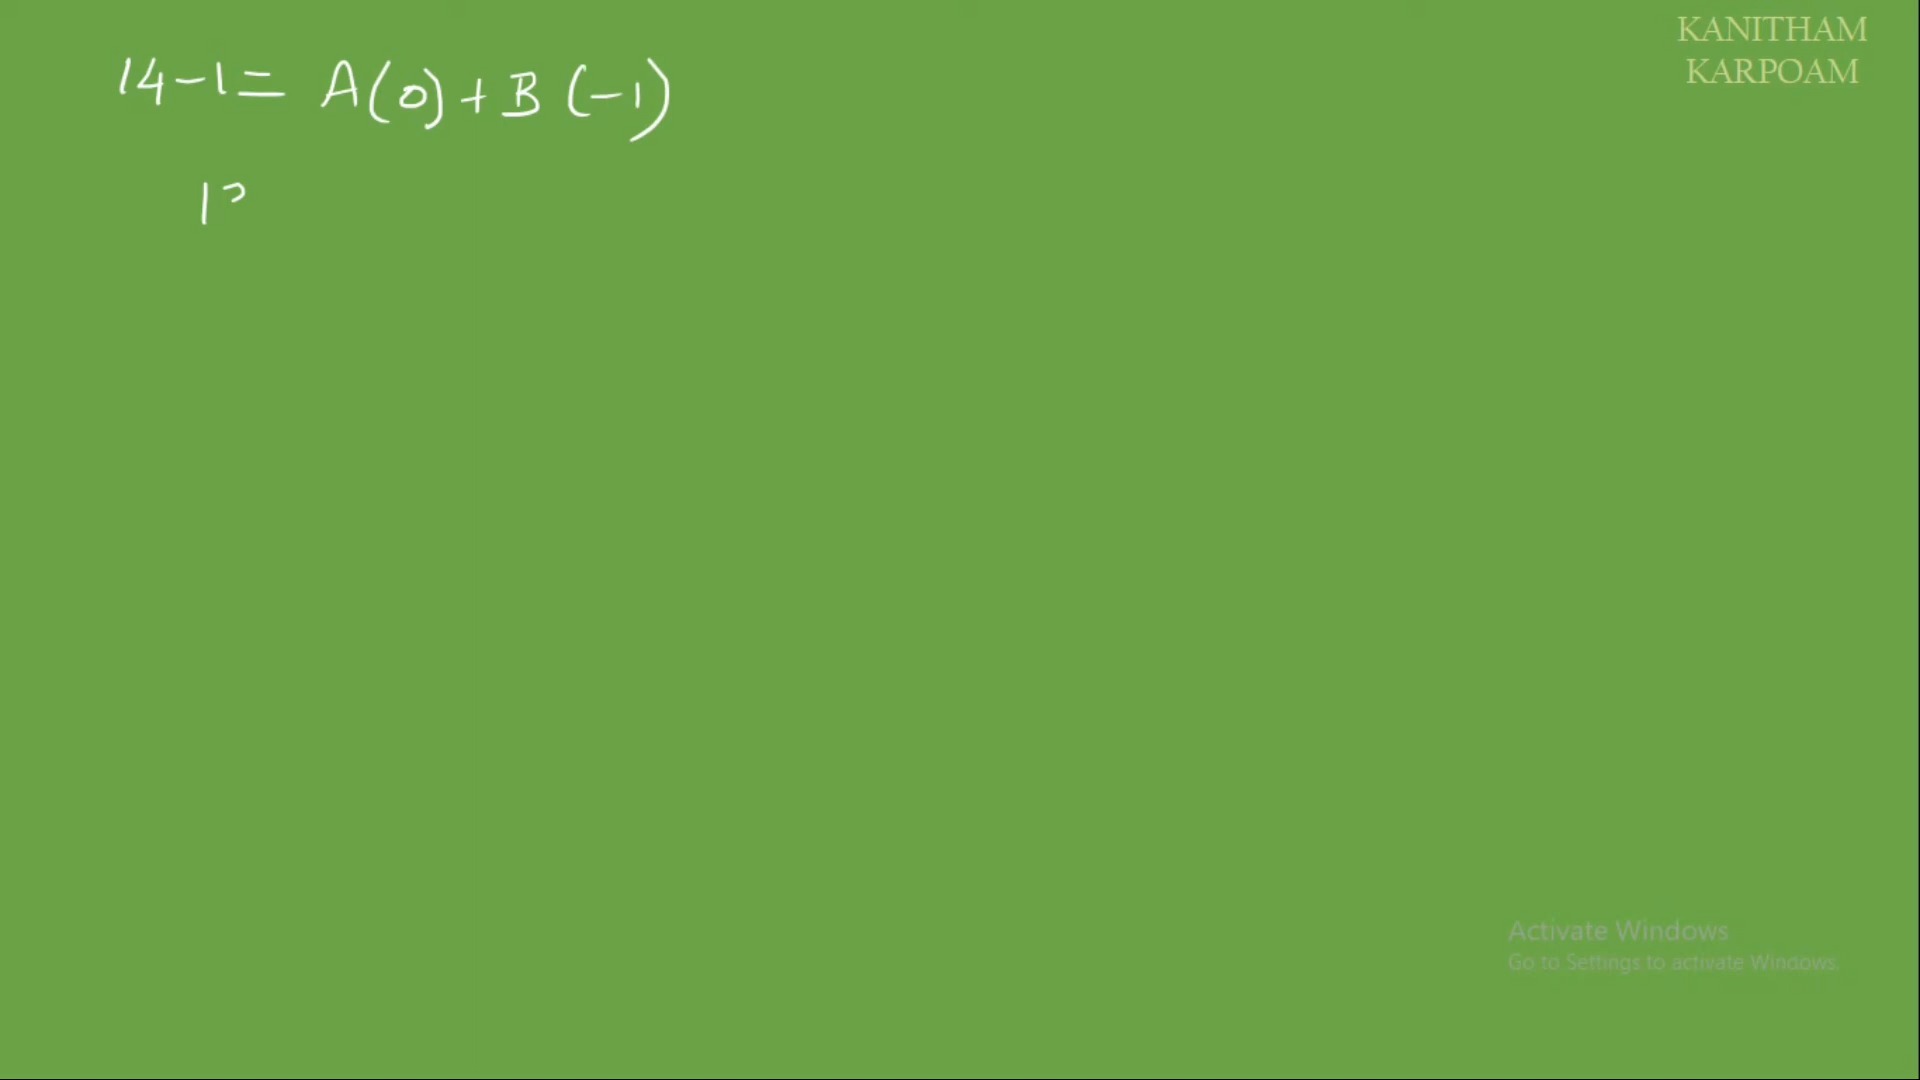 14-1= A(0)+B(-1)
KANITHAM
KARPOAM
Activate Windows
Go to Settings to activate Windows.